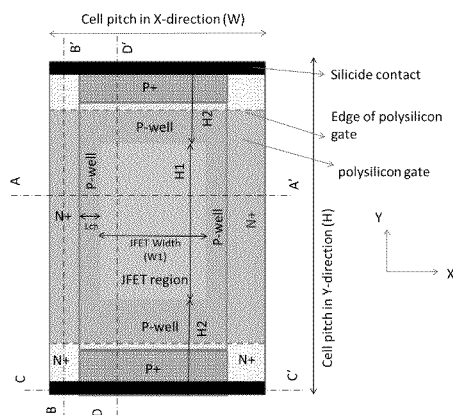 Cell pitch in X-direction (W)
B'
D'
Silicide contact
P+
H2
Edge of polysilicon
gate
P-well
polysilicon gate
H1
A
P-well
A'
N+
Lch
P-well
N+
JFET Width
(W1)
JFET region
Cell pitch in Y-direction (H)
Y
X
P-well
H2
N+
P+
N+
C
C'
B
D